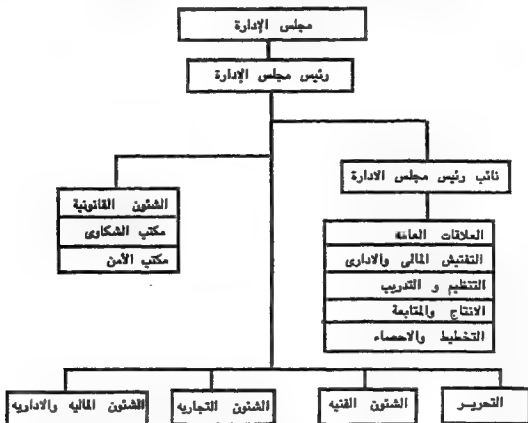 مجلس الإدارة
رئيس مجلس الإدارة
نائب رئيس مجلس الادارة
العلاقات العامة
التفتيش المالى والادارى
التنظيم و التدريب
الانتاج والمتابعة
التخطيط والاحصاء
الشئون القانونية
مكتب الشكاوى
مكتب الأمن
التحريـر
الشئون الفنيه
الشئون التجاريه
الشئون الماليه والاداريه